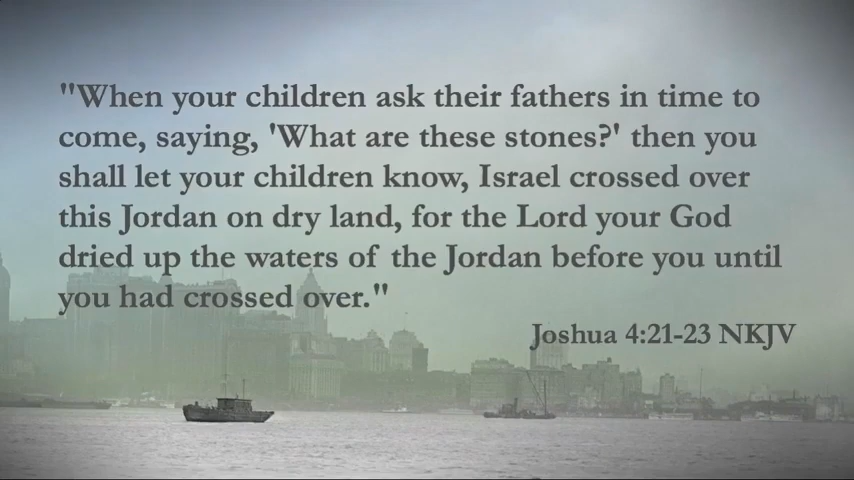 "When your children ask their fathers in time to
come, saying, 'What are these stones?' then you
shall let your children know, Israel crossed over
this Jordan on dry land, for the Lord your God
dried up the waters of the Jordan before you until
you had crossed over."
Joshua 4:21-23 NKJV